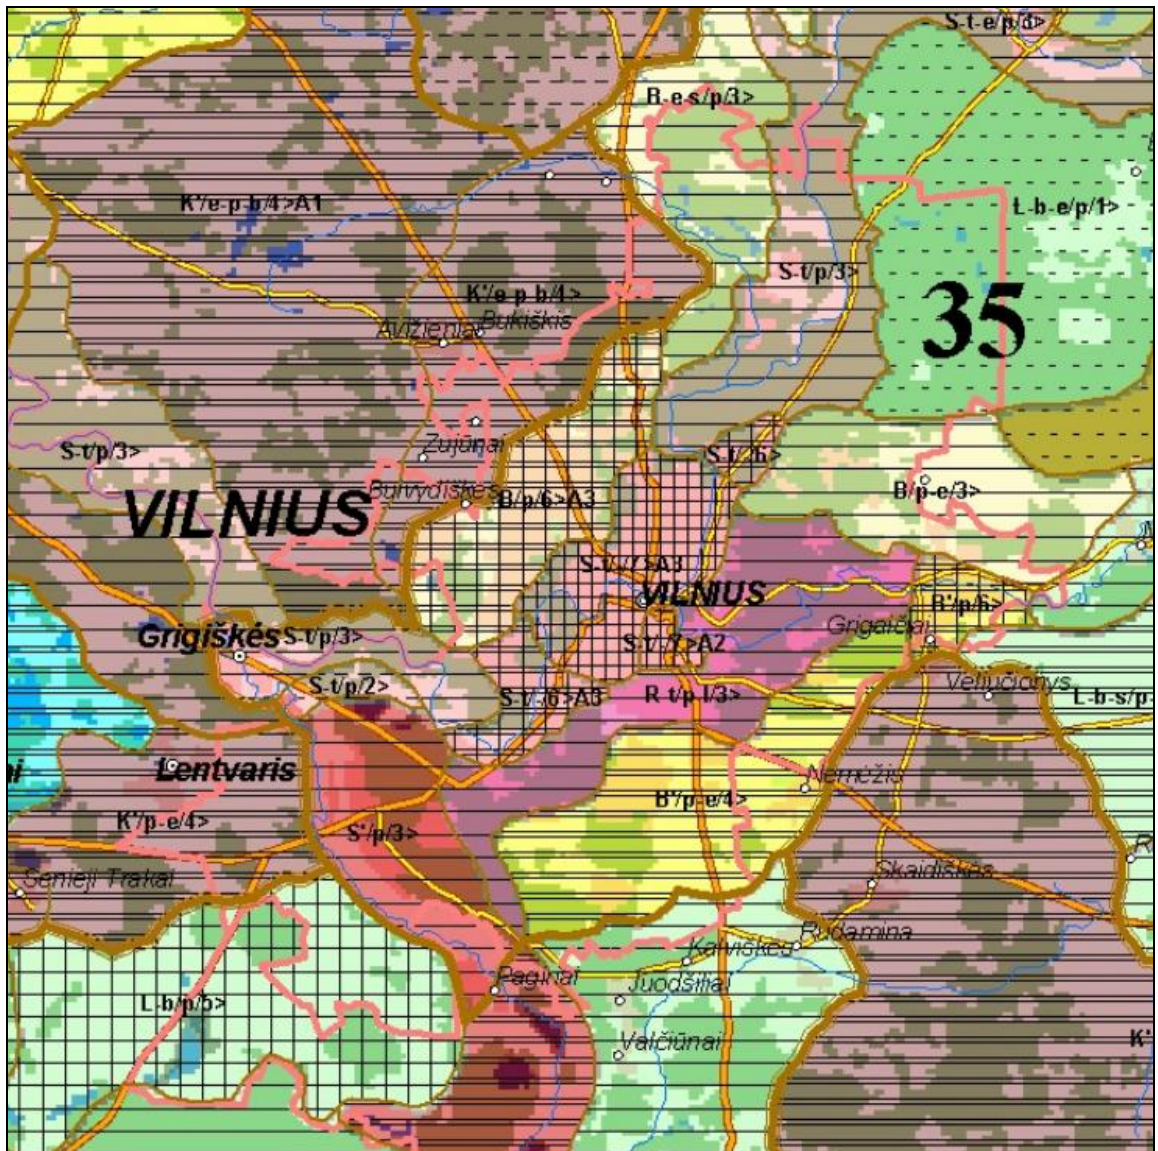 S-t-e/p/3>
B-e-s/p/3>
K'/e-p-b/4>A1
L-b-e/p/1>
S-t/p/3>
K'/e-p-b/4>
35
Avižieniai
Bukiškis
S-t/p/3>
Zujūnai
S-t/-/6>
VILNIUS
Buivydiškės
B/p/6>A3
B/p-e/3>
S-t/-/7>A3
VILNIUS
B'/p/6>
Grigiškės
S-t/p/3>
S-t/-/7>A2
Grigaičiai
S-t/p/2>
S-t/-/6>A3
Veliučionys
L-b-s/p-
ai
Lentvaris
Nemėžis
B'/p-e/4>
K'/p-e/4>
S'/p/3>
Senieji Trakai
Skaidiškės
Rudamina
Kalviškės
Pagiriai
Juodšiliai
L-b/p/5>
Valčiūnai
K'